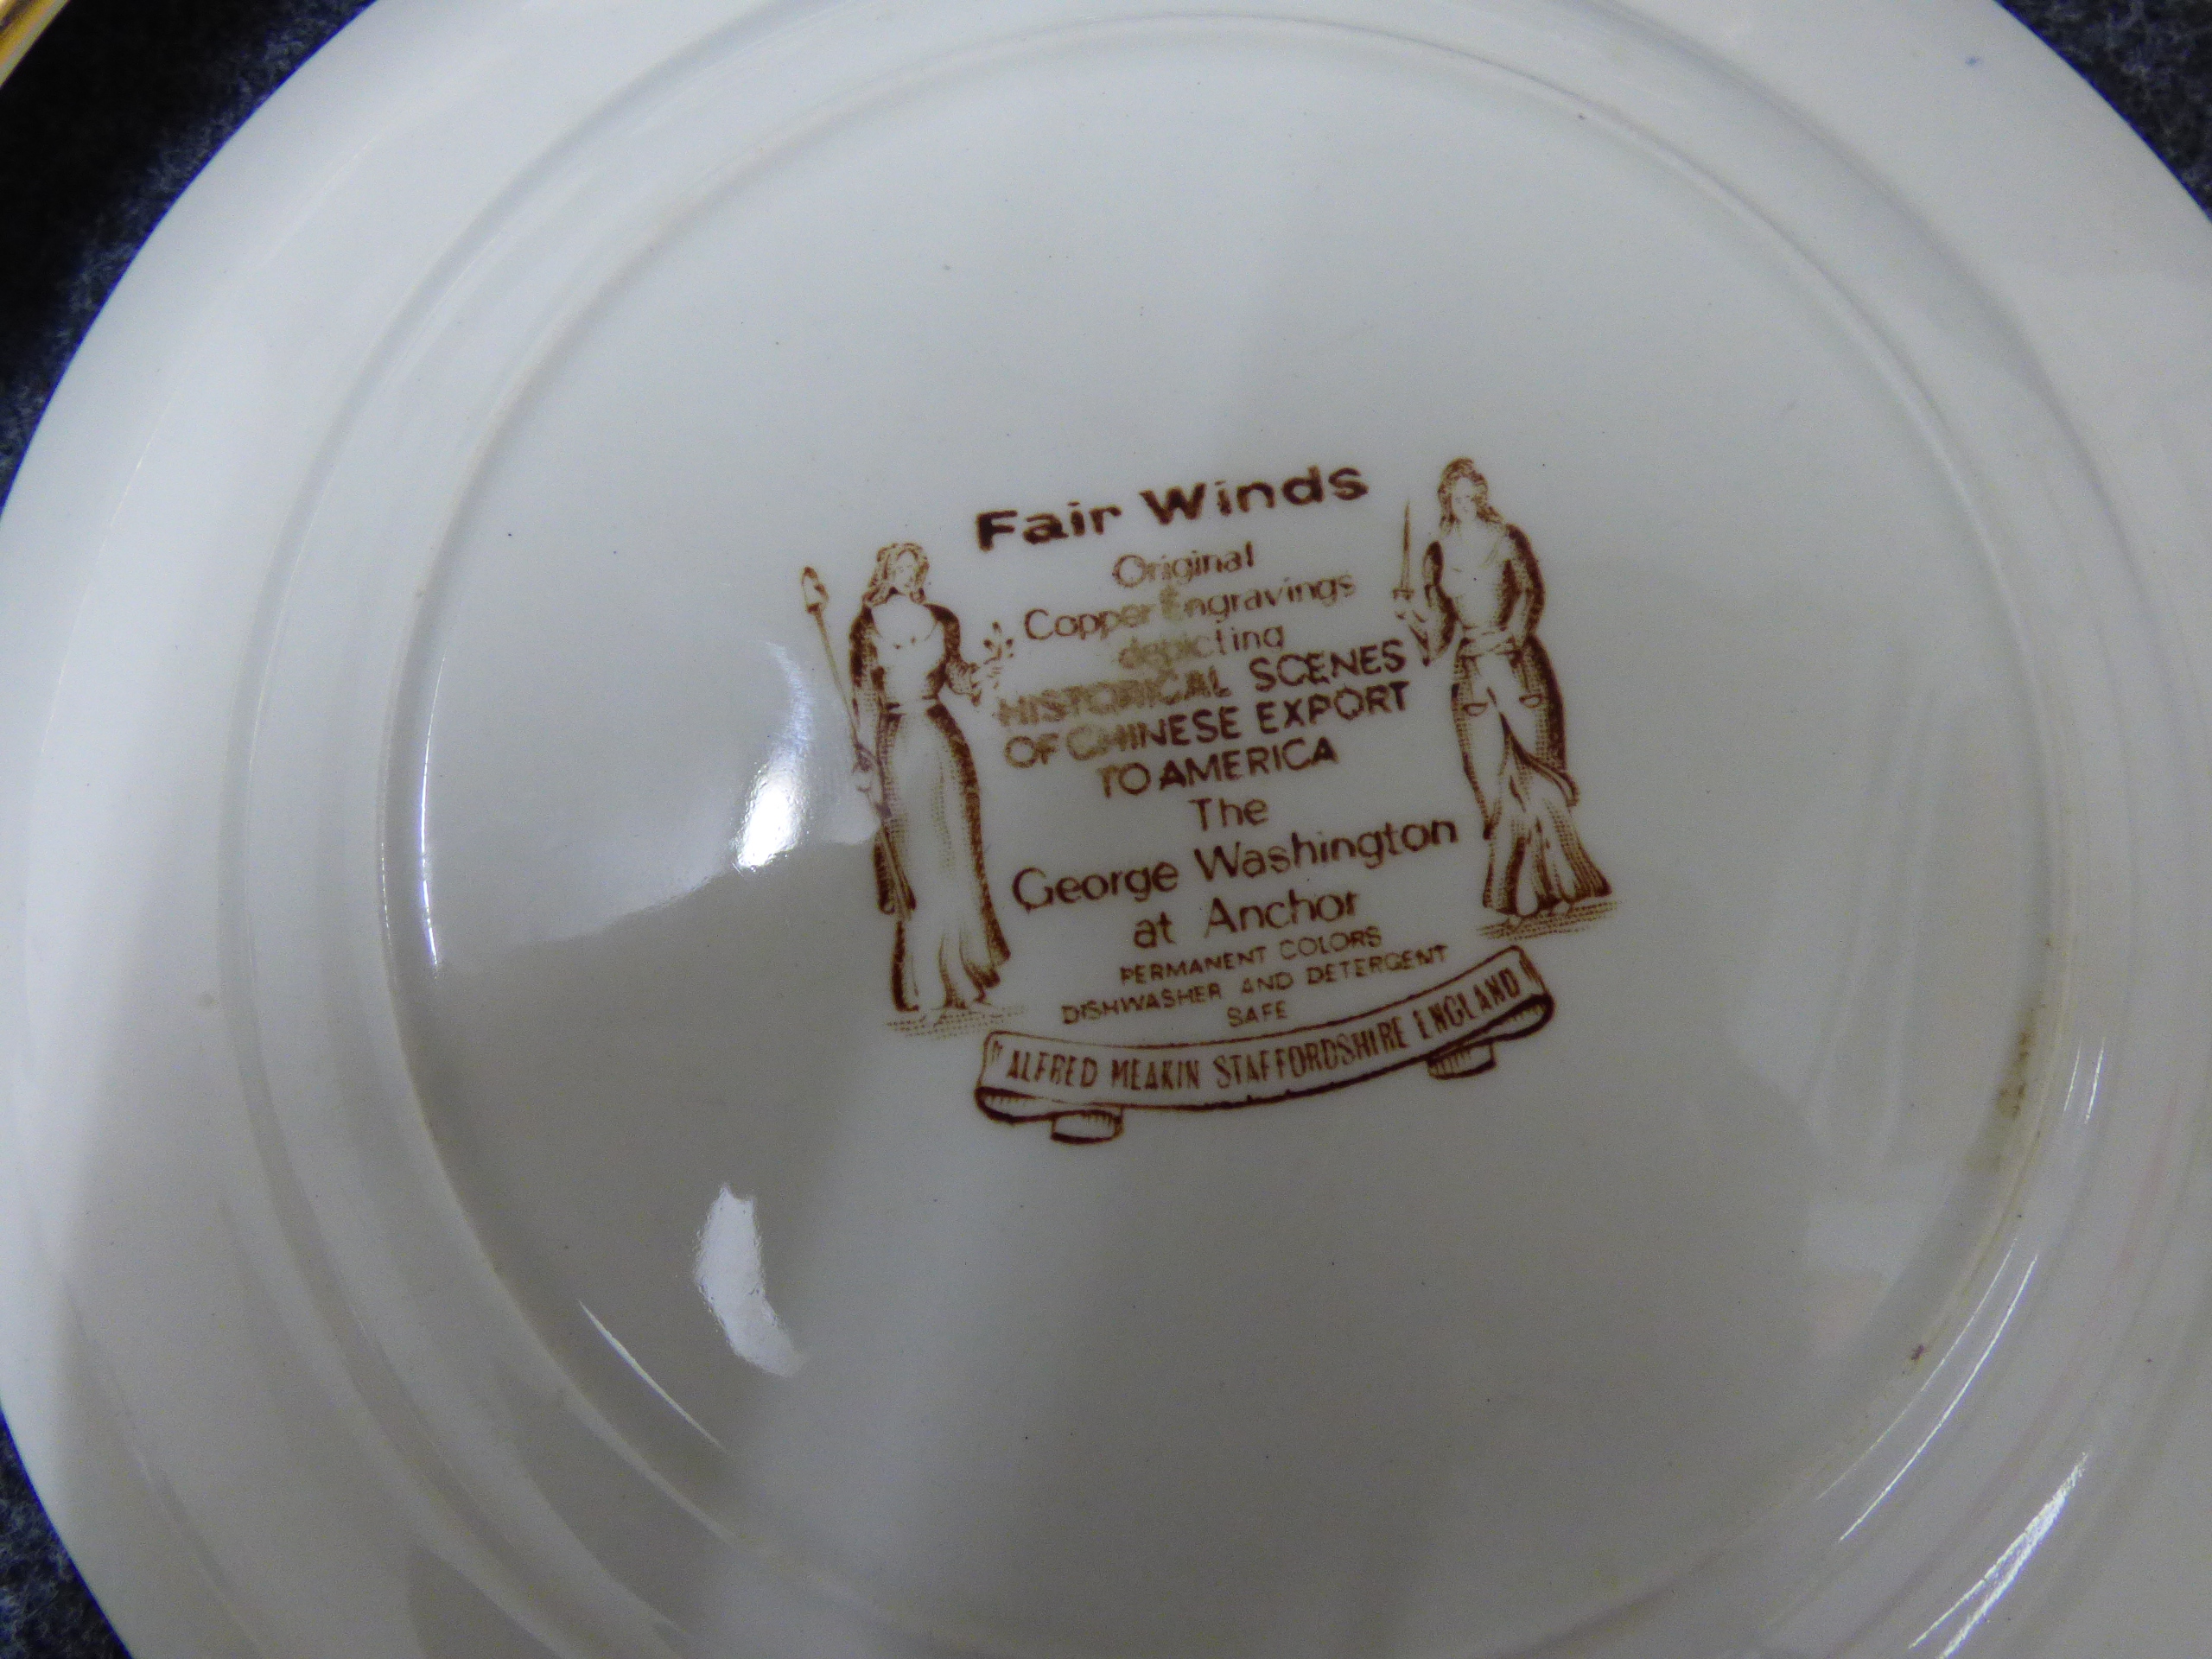 Fair Winds
Original
Copper Engravings
depicting
HISTORICAL SCENES
OF CHINESE EXPORT
TO AMERICA
The
George Washington
at Anchor
PERMANENT COLORS
DISHWASHER AND DETERGENT
SAFE
ALFRED MEAKIN STAFFORDSHIRE ENGLAND